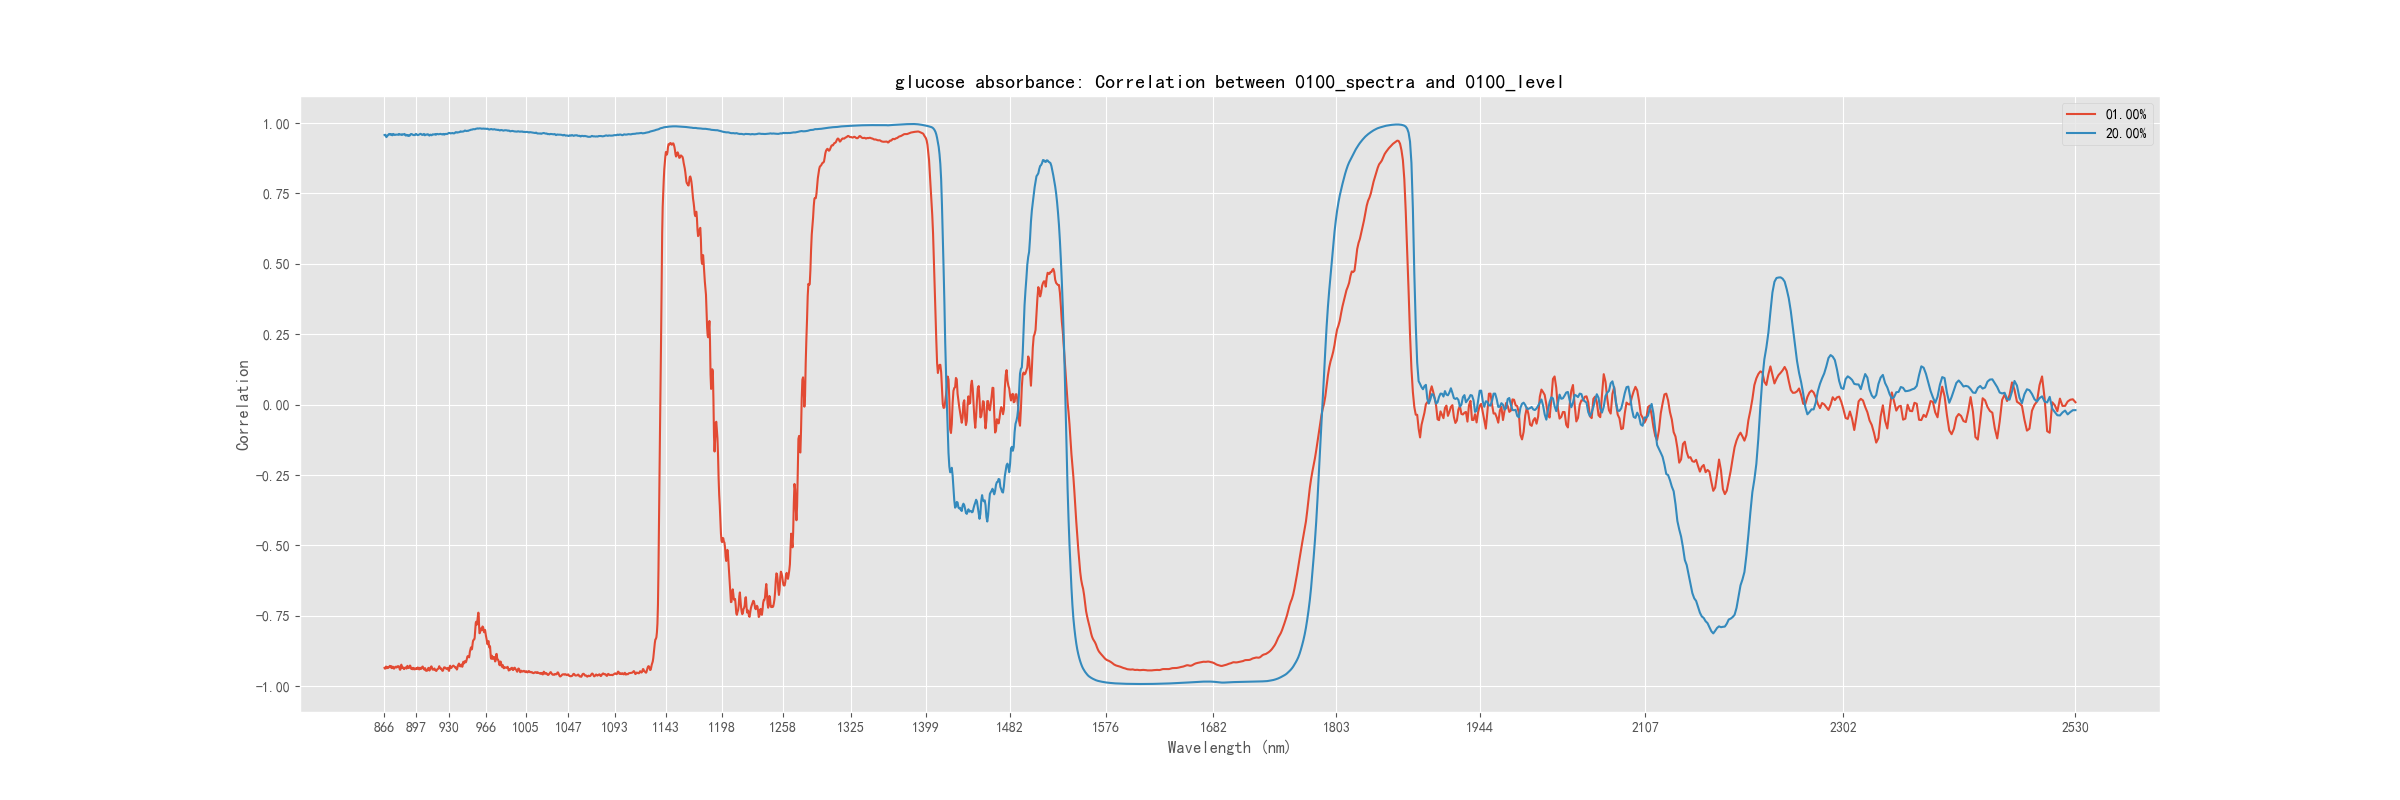 glucose absorbance: Correlation between 0100_spectra and 0100_level
01.00%
20.00%
1.00
0.75
0.50
0.25
0.00
-0.25
-0.50
-0.75
-1.00
Correlation
866 897 930 966 1005 1047 1093 1143 1198 1258 1325 1399 1482 1576 1682 1803 1944 2107 2302 2530
Wavelength (nm)